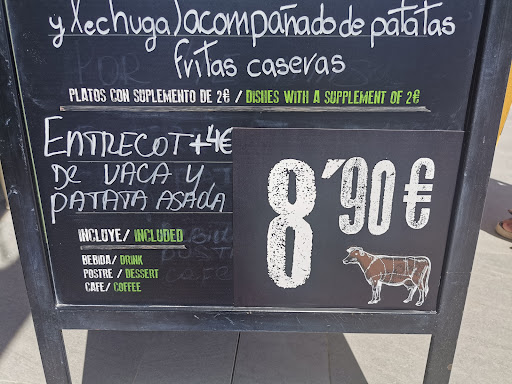 y lechuga) acompañado de patatas
fritas caseras
PLATOS CON SUPLEMENTO DE 2€ / DISHES WITH A SUPPLEMENT OF 2€
ENTRECOT +4€
DE VACA Y
PATATA ASADA
8'90€
INCLUYE/ INCLUDED
BEBIDA/ DRINK
POSTRE / DESSERT
CAFE/ COFFEE